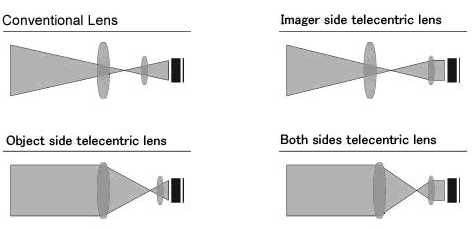 Conventional Lens
Imager side telecentric lens
Object side telecentric lens
Both sides telecentric lens